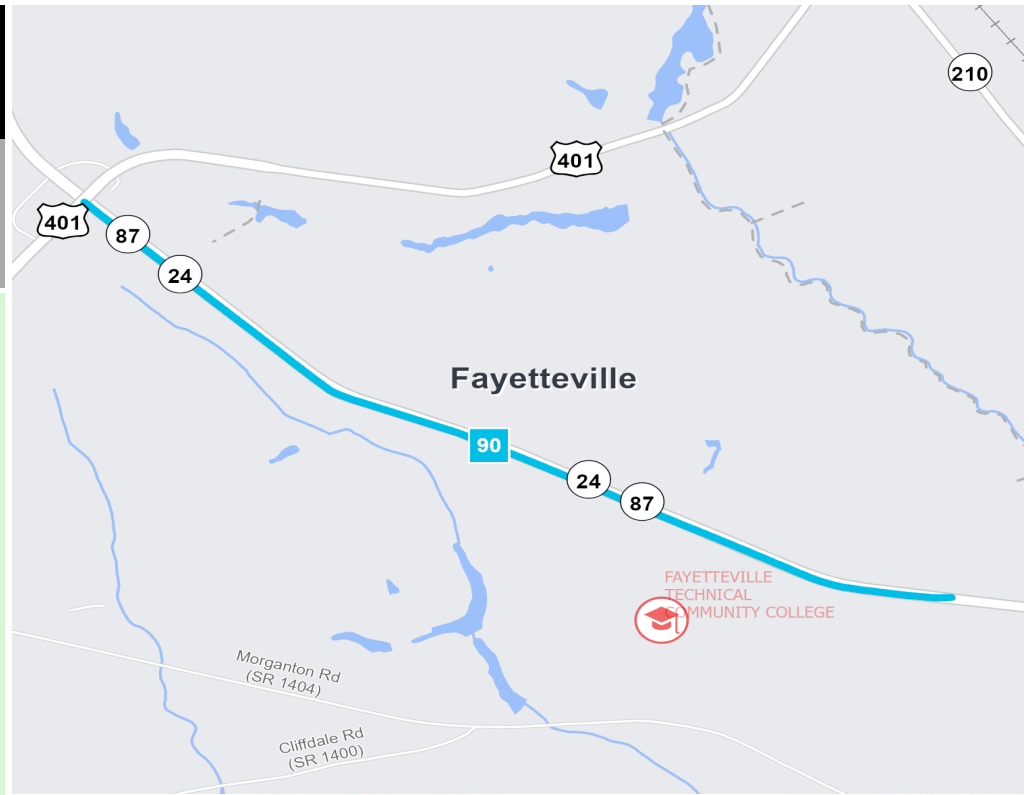 210
401
401
87
24
Fayetteville
90
24
87
FAYETTEVILLE
TECHNICAL
COMMUNITY COLLEGE
Morganton Rd
(SR 1404)
Cliffdale Rd
(SR 1400)